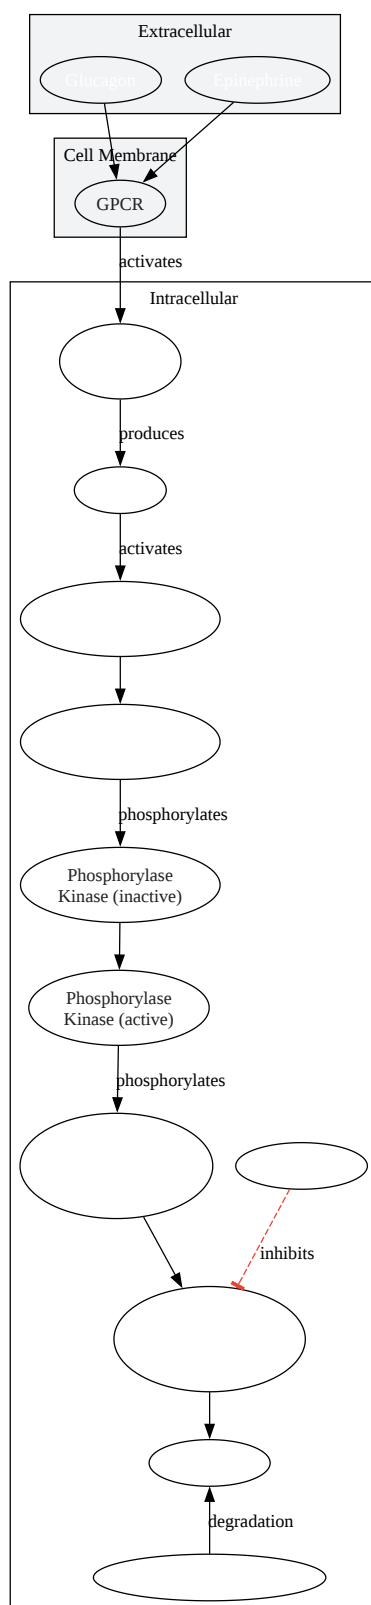 Extracellular
Glucagon
Epinephrine
Cell Membrane
GPCR
activates
Intracellular
produces
activates
phosphorylates
Phosphorylase
Kinase (inactive)
Phosphorylase
Kinase (active)
phosphorylates
inhibits
degradation